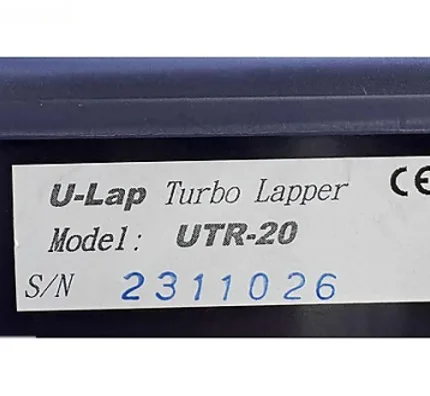 U-Lap Turbo Lapper CE
Model: UTR-20
S/N 2311026